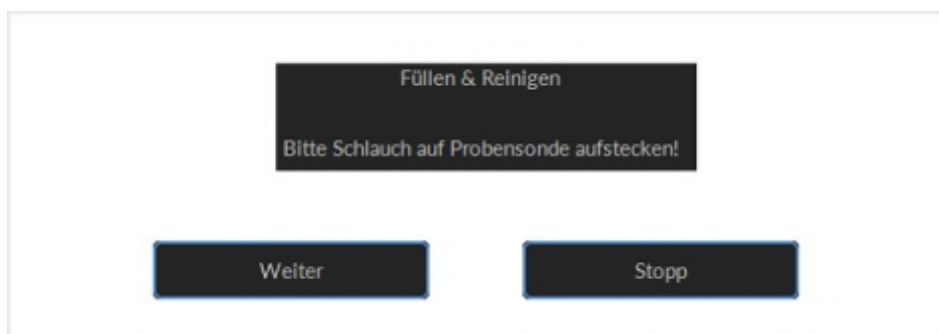 Füllen & Reinigen
Bitte Schlauch auf Probensonde aufstecken!
Weiter
Stopp